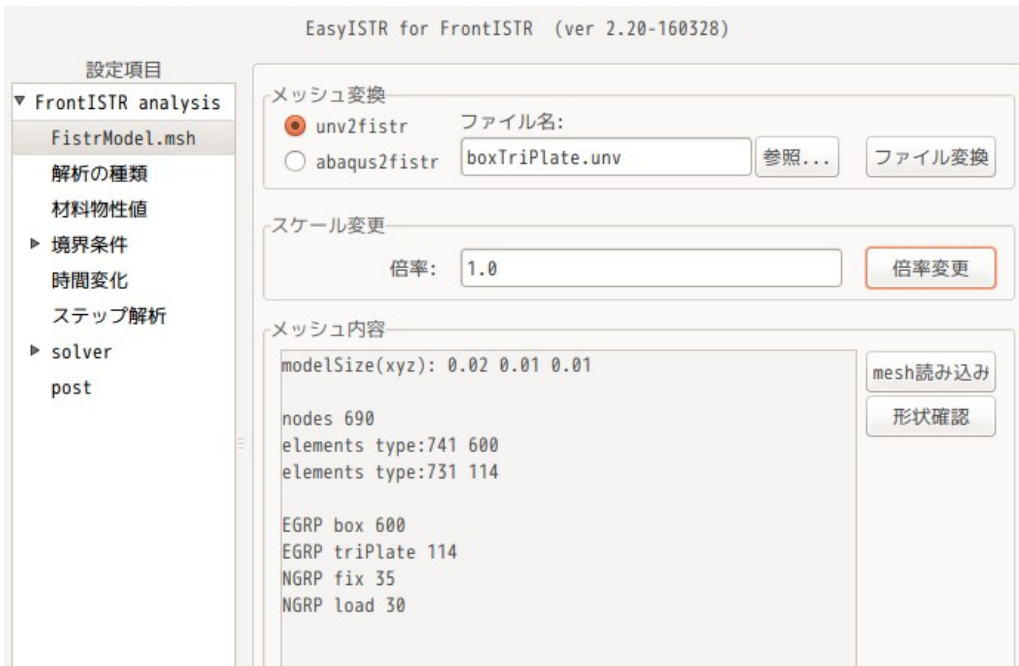 EasyISTR for FrontISTR (ver 2.20-160328)
設定項目
FrontISTR analysis
FistrModel.msh
解析の種類
材料物性値
境界条件
時間変化
ステップ解析
solver
post
メッシュ変換
unv2fistr
ファイル名:
abaqus2fistr
boxTriPlate.unv
参照...
ファイル変換
スケール変更
倍率:
1.0
倍率変更
メッシュ内容
modelSize(xyz): 0.02 0.01 0.01
nodes 690
elements type:741 600
elements type:731 114
EGRP box 600
EGRP triPlate 114
NGRP fix 35
NGRP load 30
mesh読み込み
形状確認